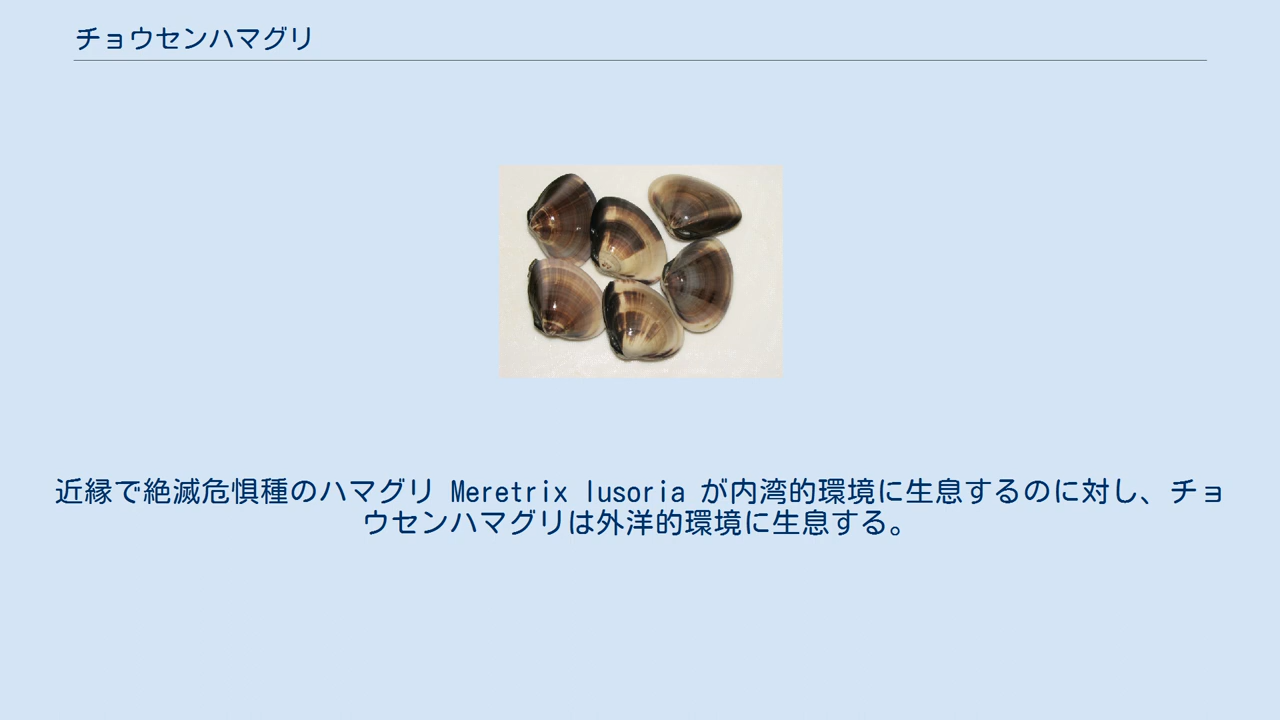 チョウセンハマグリ
近縁で絶滅危惧種のハマグリ Meretrix lusoria が内湾的環境に生息するのに対し、チョ
ウセンハマグリは外洋的環境に生息する。